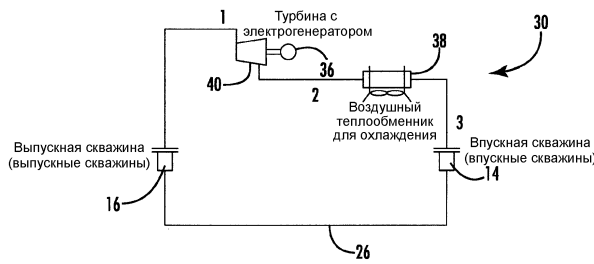 1
Турбина с
электрогенератором
30
38
36
40
2
Воздушный
теплообменник
для охлаждения
3
Выпускная скважина
(выпускные скважины)
Впускная скважина
(впускные скважины)
16
14
26